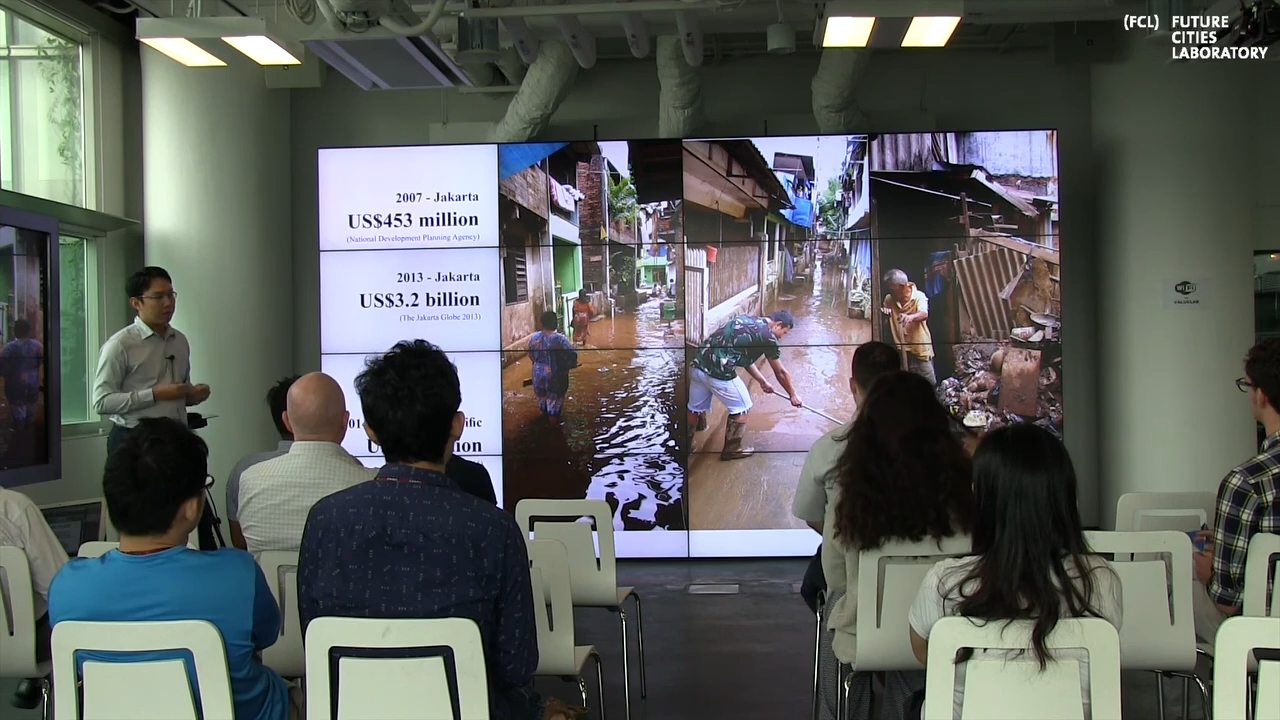 (FCL) FUTURE
CITIES
LABORATORY
2007 - Jakarta
US$453 million
(National Development Planning Agency)
2013 - Jakarta
US$3.2 billion
(The Jakarta Globe 2013)
WiFi
VALUELAB